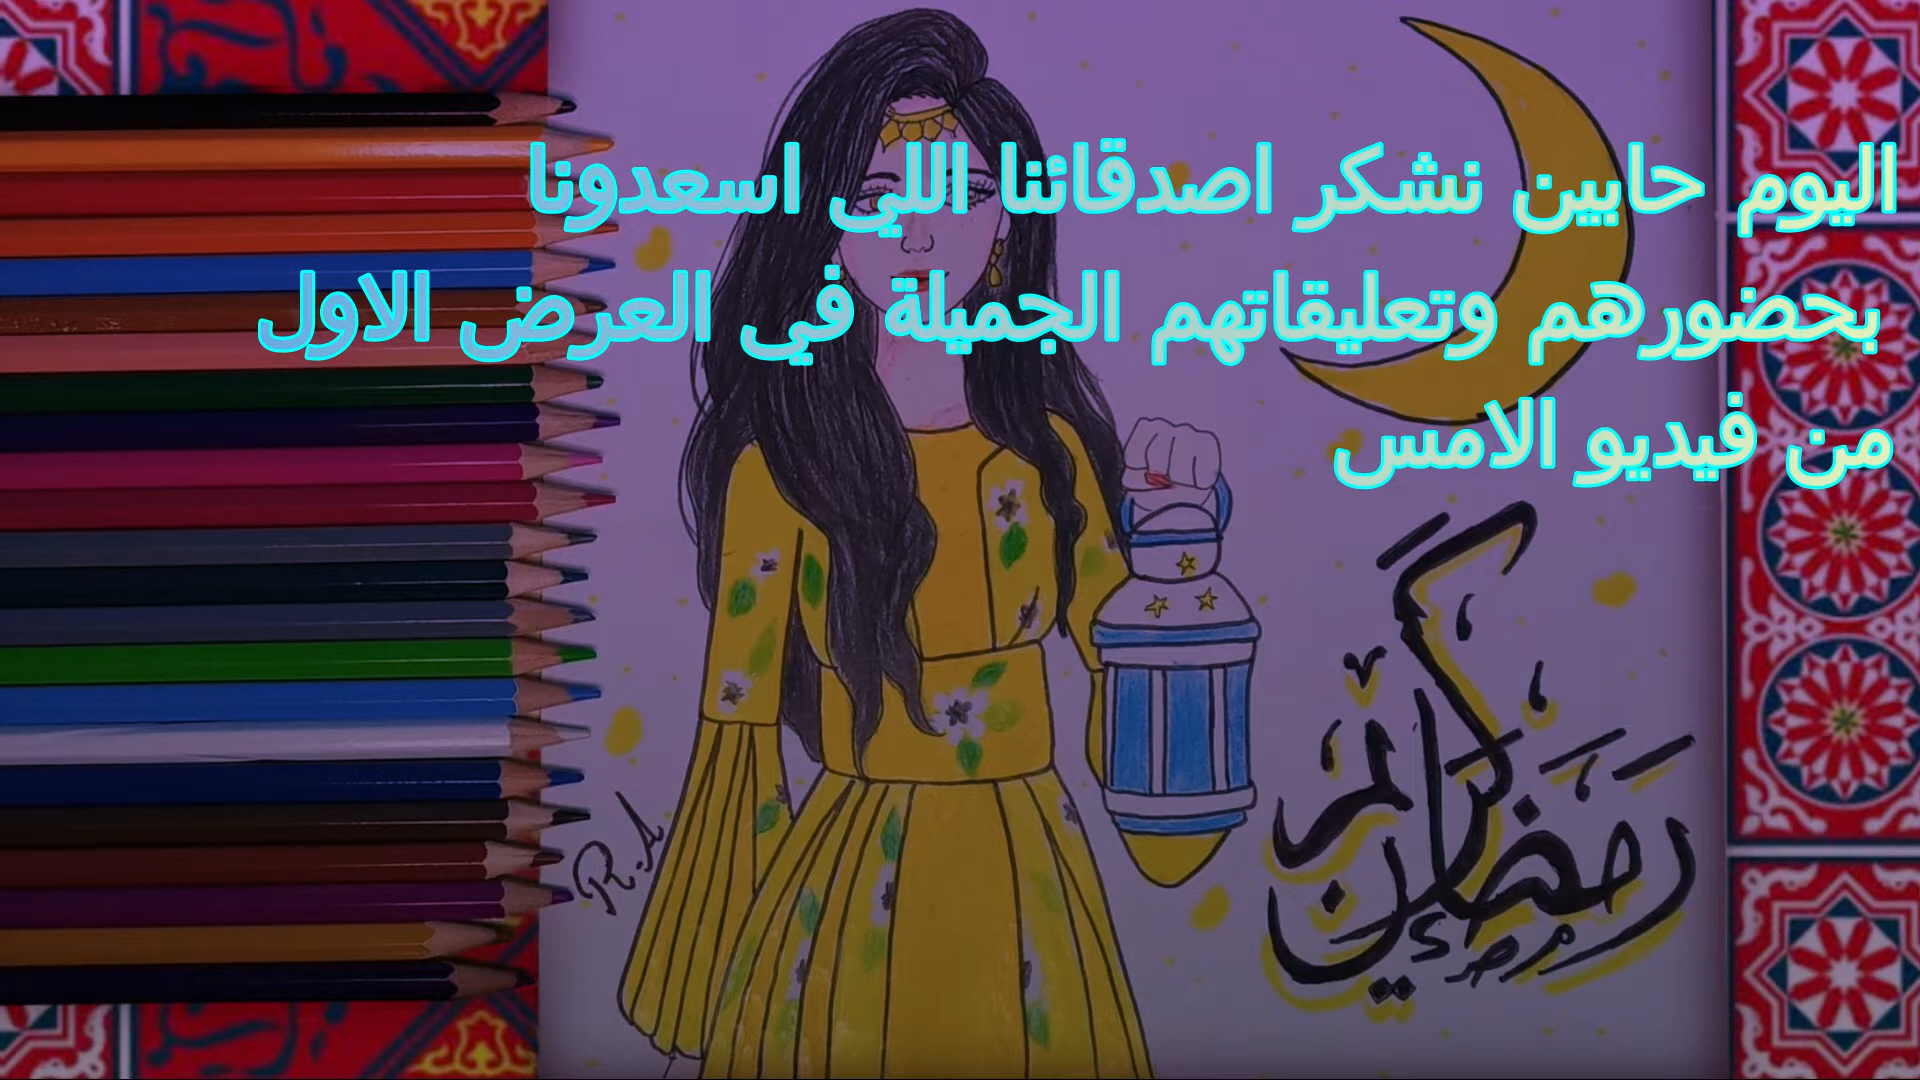 اليوم حابين نشكر اصدقائنا اللي اسعدونا
بحضورهم وتعليقاتهم الجميلة في العرض الاول
من فيديو الامس
رمضان كريم
R.A